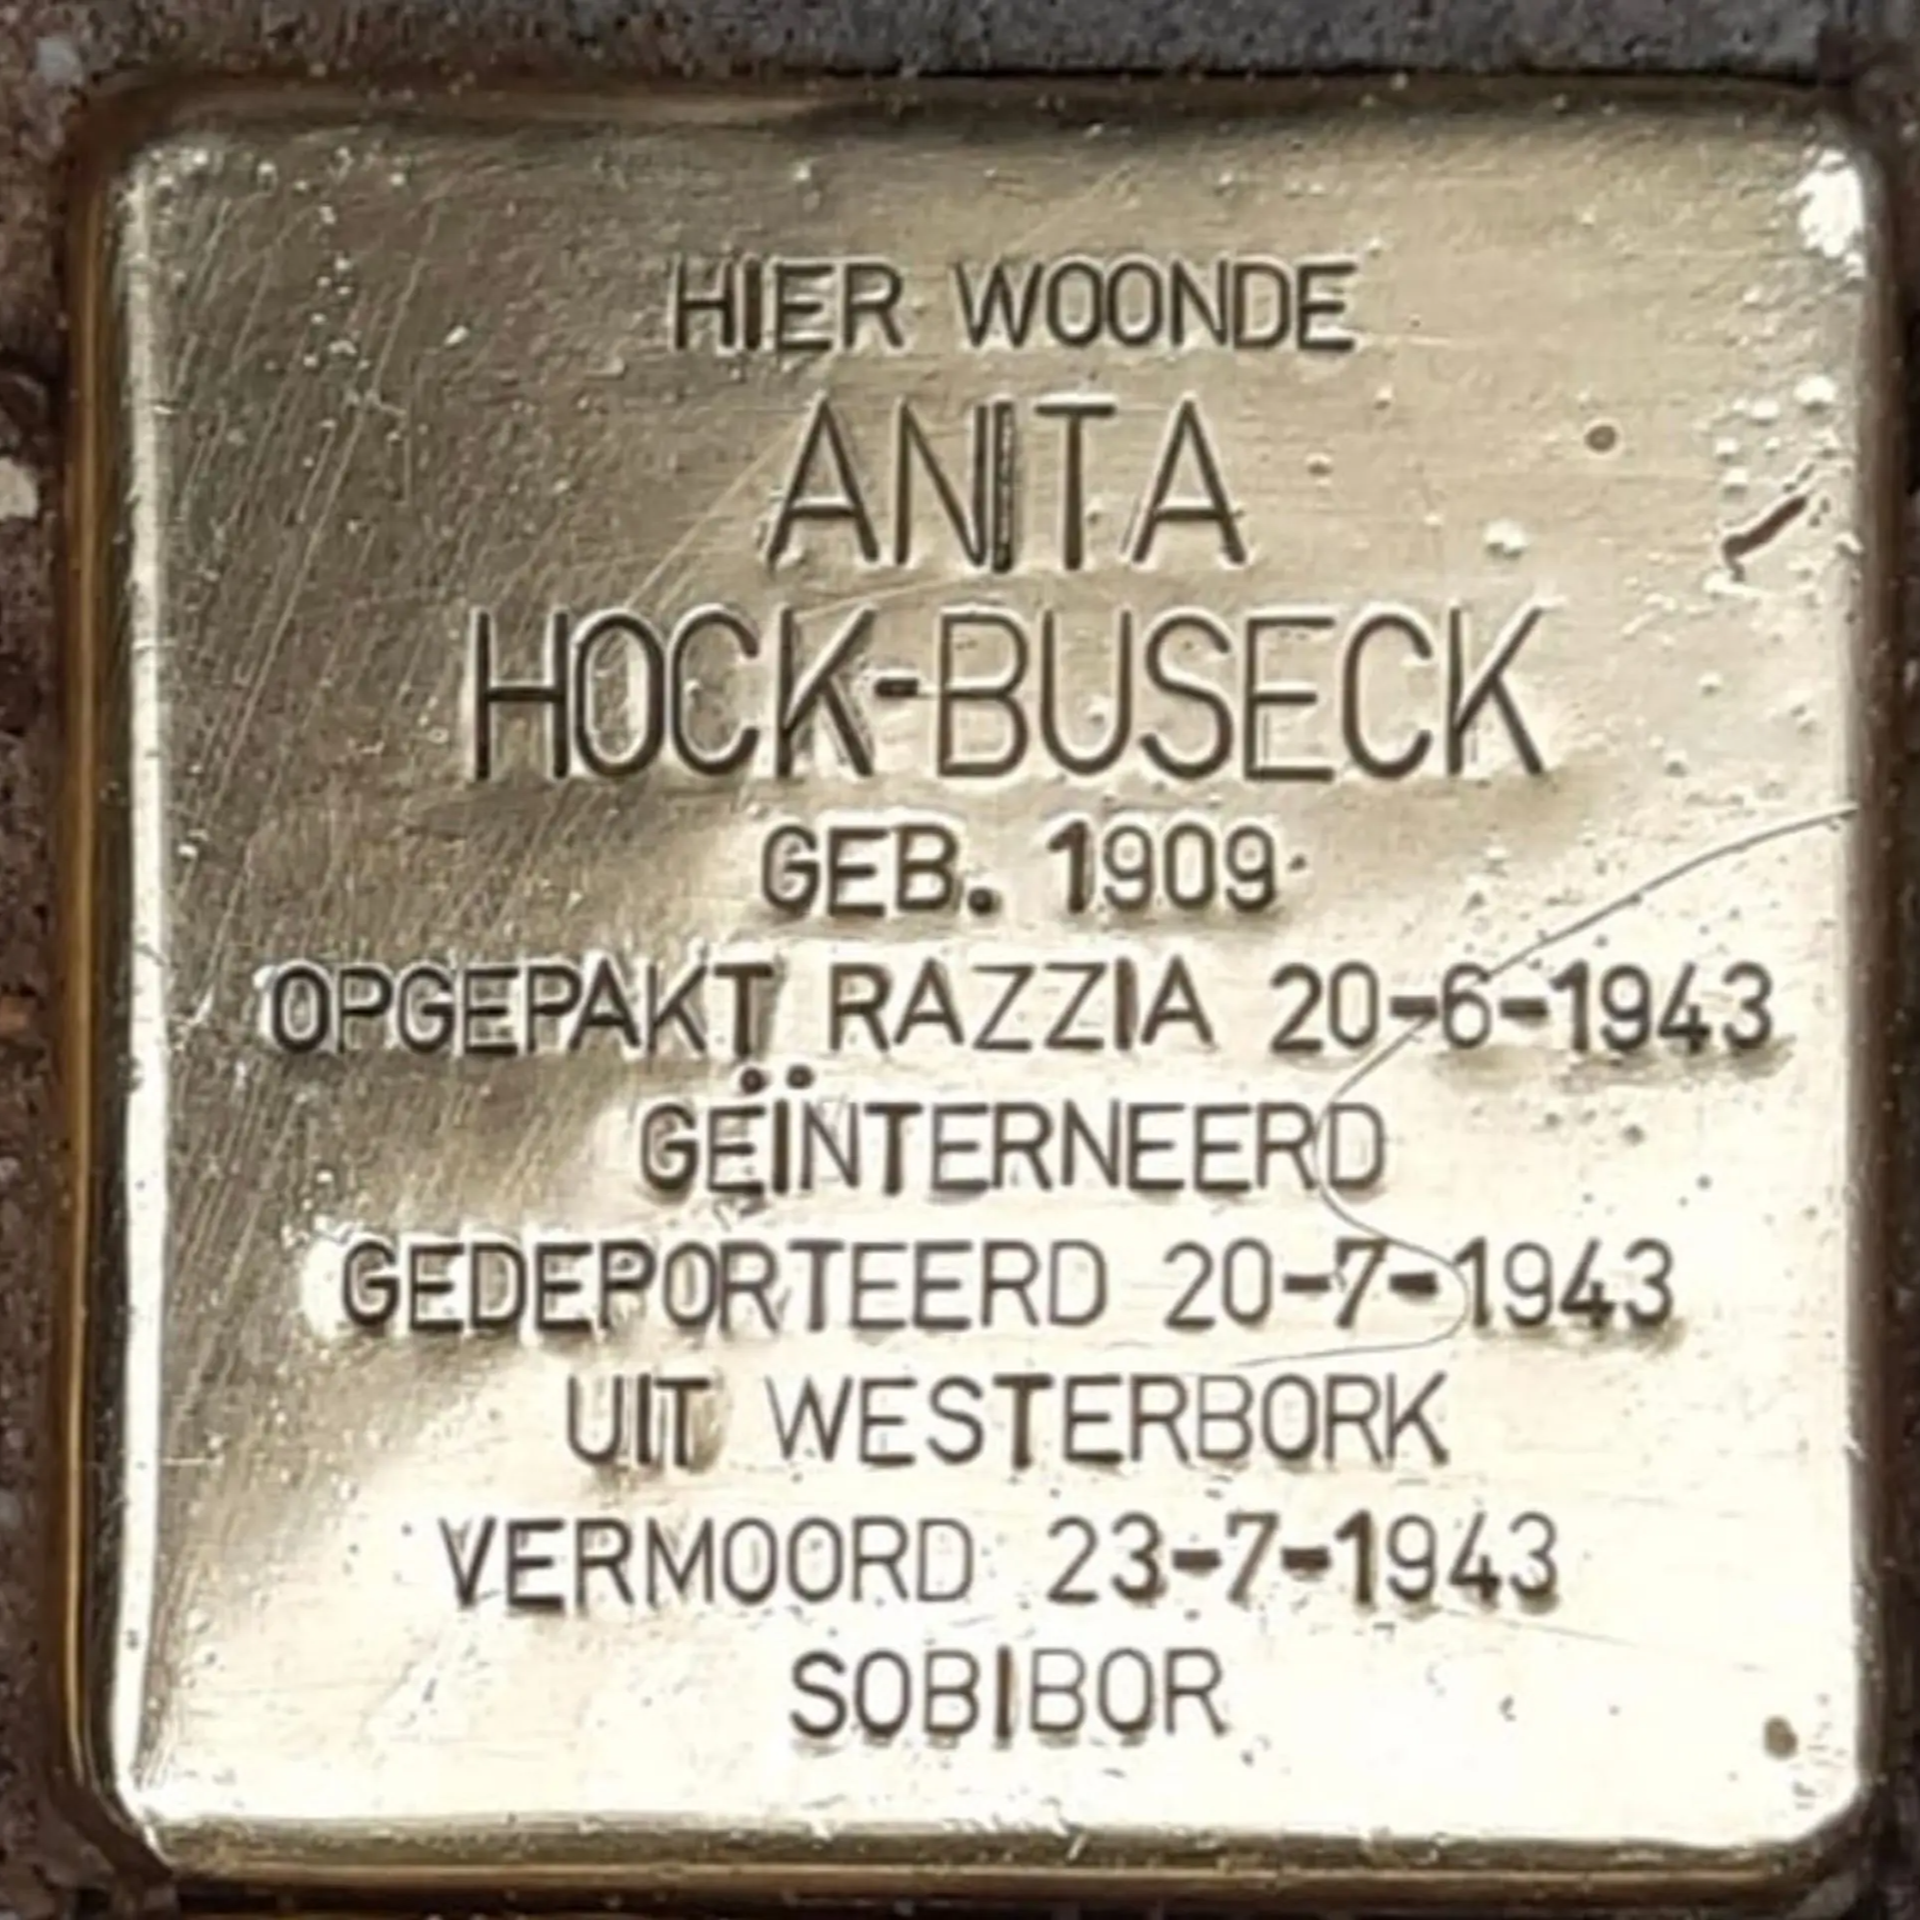 HIER WOONDE
ANITA
HOCK-BUSECK
GEB. 1909
OPGEPAKT RAZZIA 20-6-1943
GEÏNTERNEERD
GEDEPORTEERD 20-7-1943
UIT WESTERBORK
VERMOORD 23-7-1943
SOBIBOR